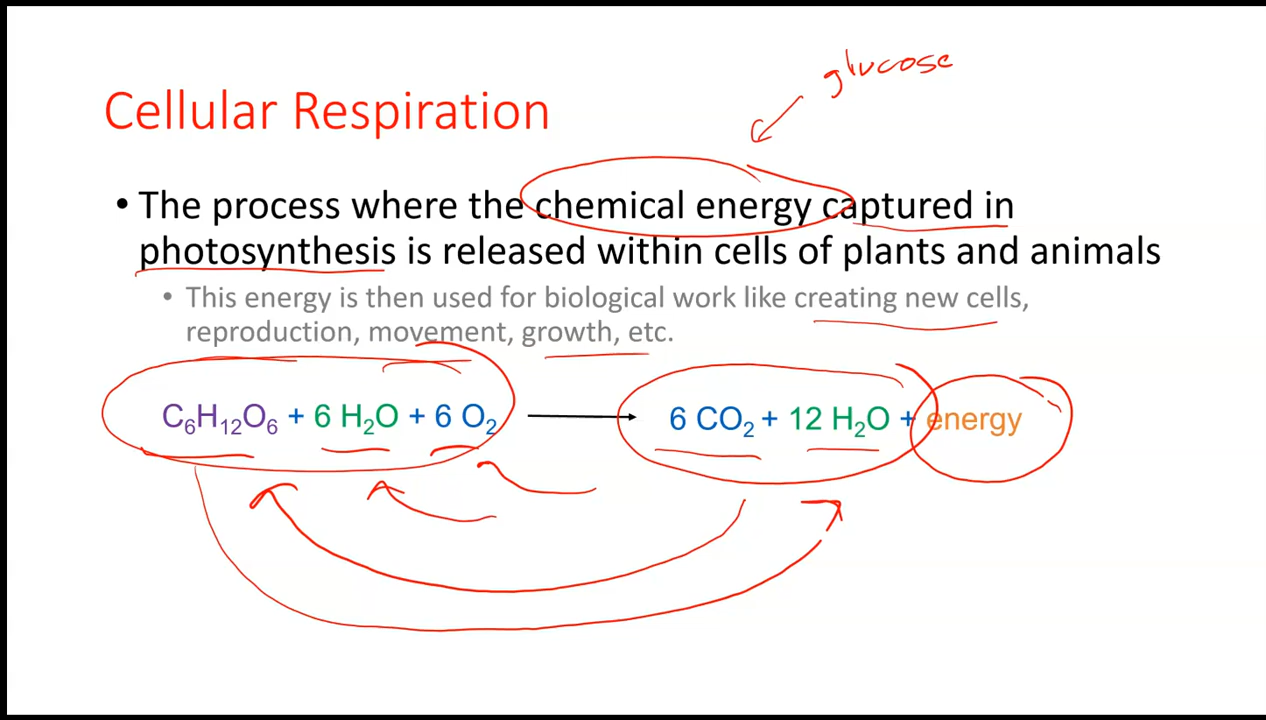 glucose
Cellular Respiration
• The process where the chemical energy captured in
photosynthesis is released within cells of plants and animals
• This energy is then used for biological work like creating new cells,
reproduction, movement, growth, etc.
C₆H₁₂O₆ + 6 H₂O + 6 O₂ → 6 CO₂ + 12 H₂O + energy